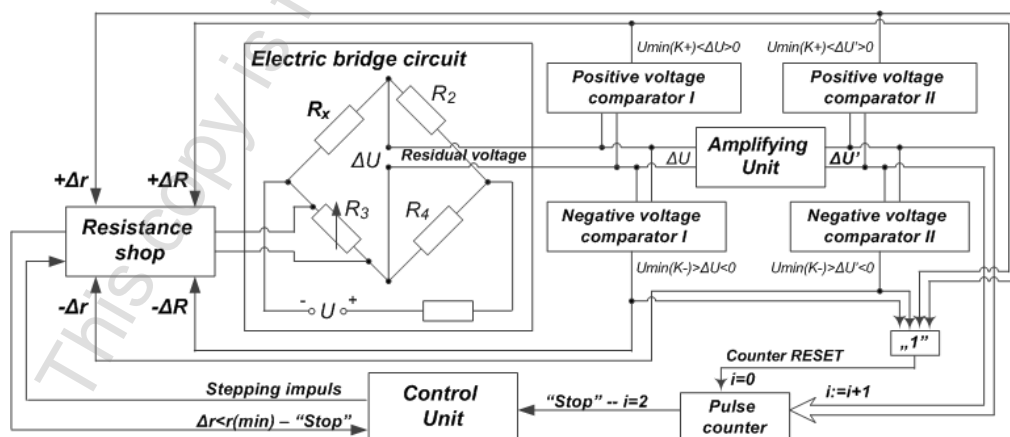 This copy is f
Umin(K+)<ΔU>0
Umin(K+)<ΔU'>0
Electric bridge circuit
Positive voltage
comparator I
Positive voltage
comparator II
Rx
R2
ΔU
Residual voltage
ΔU
Amplifying
Unit
ΔU'
+Δr
+ΔR
Resistance
shop
R3
R4
Negative voltage
comparator I
Negative voltage
comparator II
Umin(K-)>ΔU<0
Umin(K-)>ΔU'<0
-Δr
-ΔR
- U +
„1”
Counter RESET
i=0
i:=i+1
Stepping impuls
Control
Unit
“Stop” -- i=2
Pulse
counter
Δr<r(min) – “Stop”